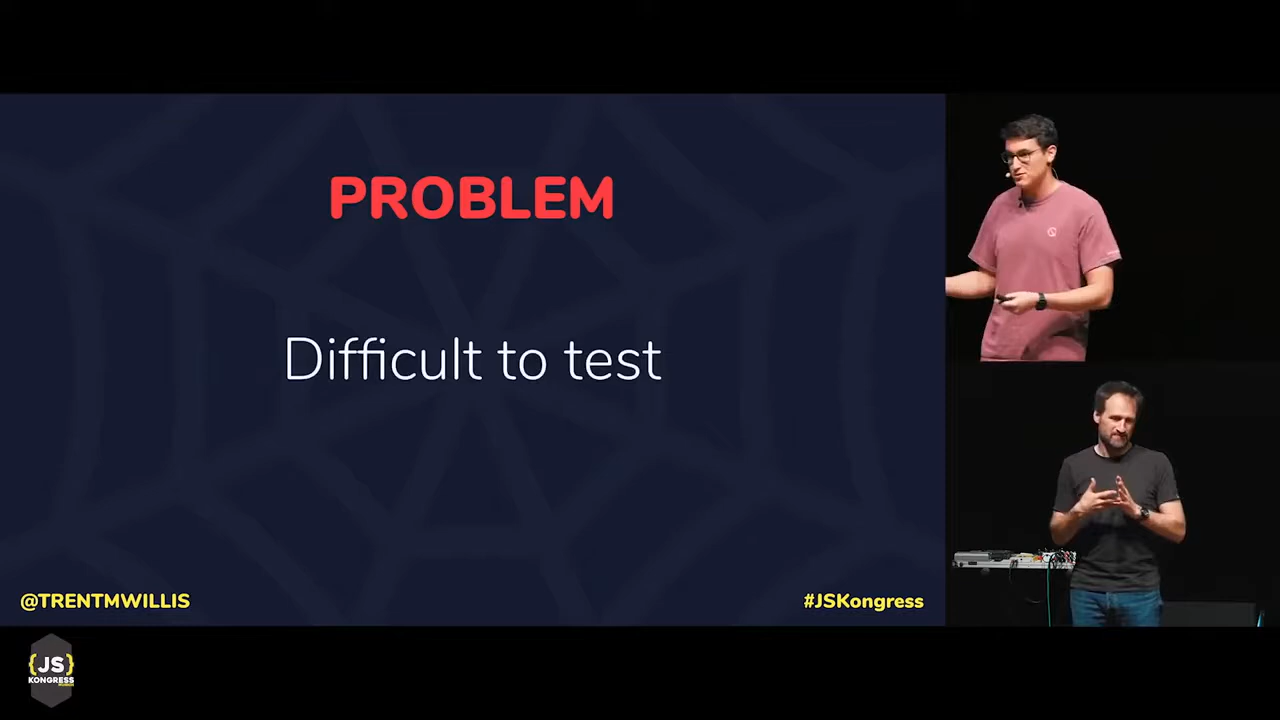 PROBLEM
Difficult to test
@TRENTMWILLIS
#JSKongress
{JS}
KONGRESS